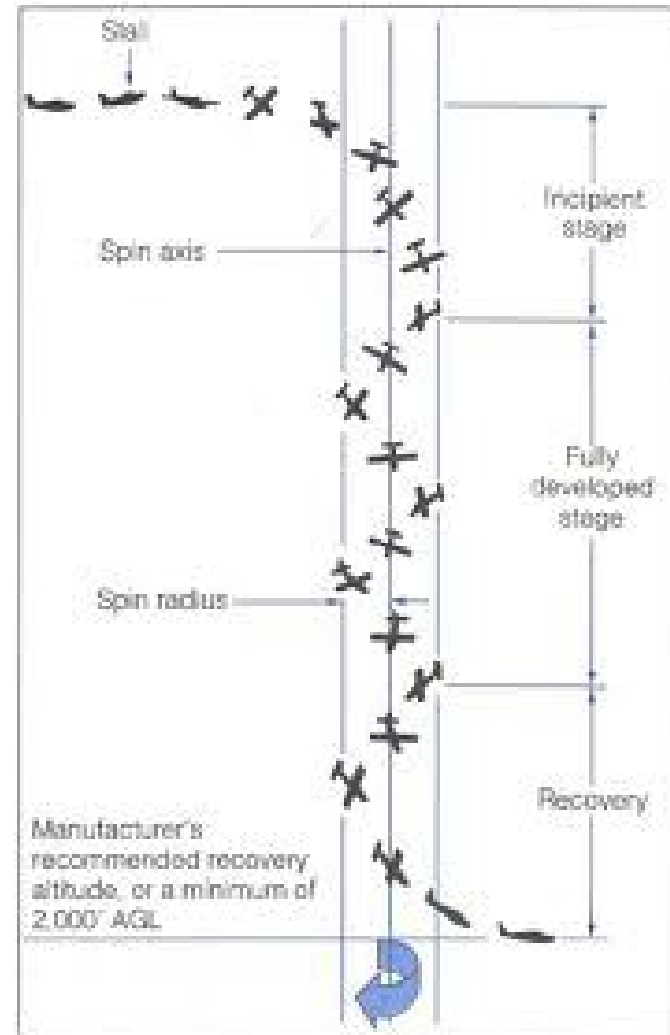 Stall
Incipient
stage
Spin axis
Fully
developed
stage
Spin radius
Recovery
Manufacturer's
recommended recovery
altitude, or a minimum of
2,000' AGL